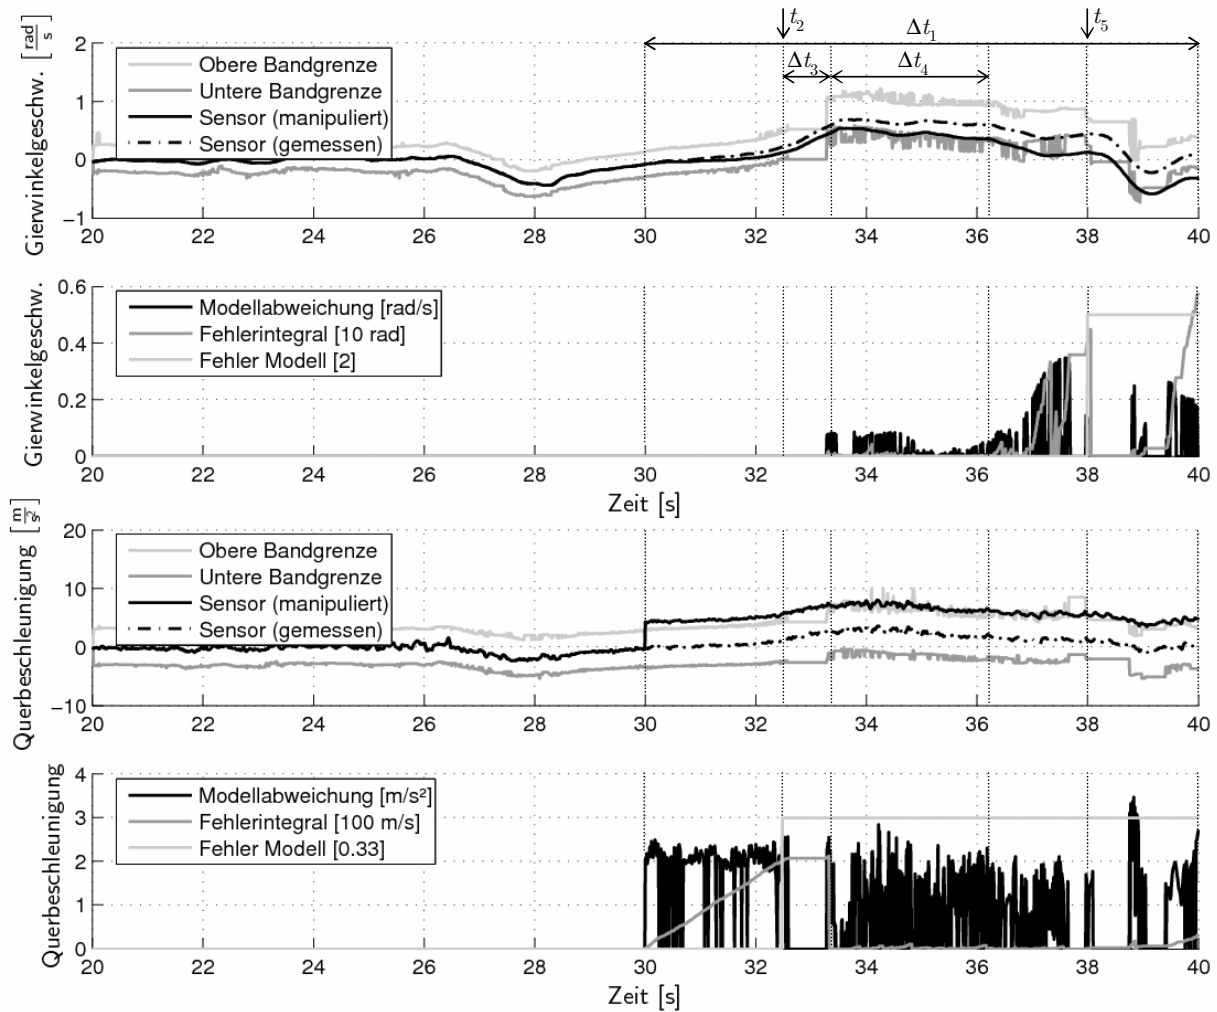 t2 Δt1 t5
Δt3 Δt4
Gierwinkelgeschw. [rad/s]
2
1
0
−1
Obere Bandgrenze
Untere Bandgrenze
Sensor (manipuliert)
Sensor (gemessen)
20 22 24 26 28 30 32 34 36 38 40
Gierwinkelgeschw.
0.6
0.4
0.2
0
Modellabweichung [rad/s]
Fehlerintegral [10 rad]
Fehler Modell [2]
20 22 24 26 28 30 32 34 36 38 40
Zeit [s]
Querbeschleunigung [m/s²]
20
10
0
−10
Obere Bandgrenze
Untere Bandgrenze
Sensor (manipuliert)
Sensor (gemessen)
20 22 24 26 28 30 32 34 36 38 40
Querbeschleunigung
4
3
2
1
0
Modellabweichung [m/s²]
Fehlerintegral [100 m/s]
Fehler Modell [0.33]
20 22 24 26 28 30 32 34 36 38 40
Zeit [s]